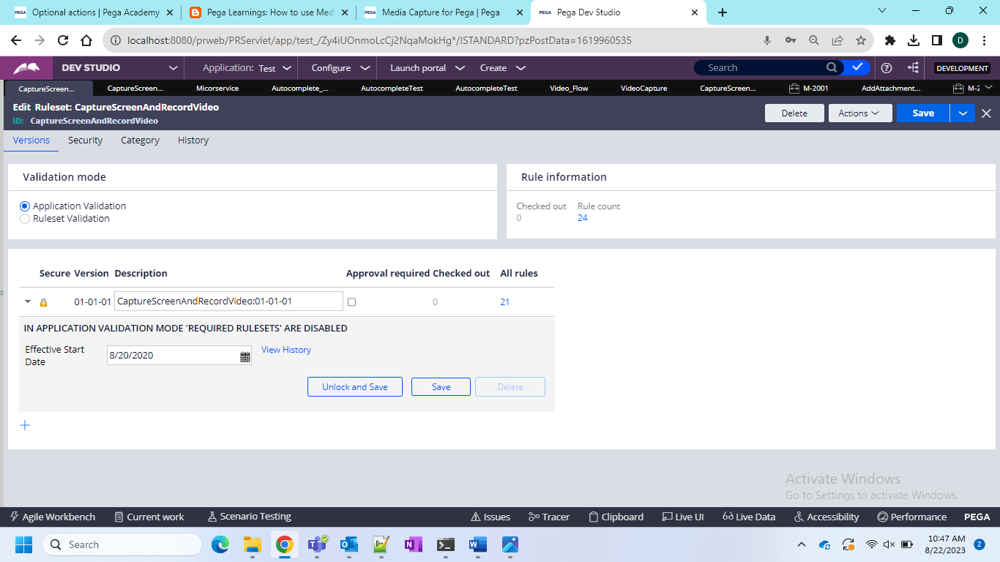 PEGA Optional actions | Pega Academy
Pega Learnings: How to use Me
PEGA Media Capture for Pega | Pega
PEGA Pega Dev Studio
localhost:8080/prweb/PRServlet/app/test_/Zy4iUOnmoLcCj2NqaMokHg*/!STANDARD?pzPostData=1619960535
D
DEV STUDIO
Application: Test
Configure
Launch portal
Create
Search
DEVELOPMENT
CaptureScreen...
CaptureScreen...
Micorservice
Autocomplete_...
AutocompleteTest
AutocompleteTest
Video_Flow
VideoCapture
CaptureScreen...
M-2001
AddAttachment...
M-2
Edit Ruleset: CaptureScreenAndRecordVideo
ID: CaptureScreenAndRecordVideo
Delete
Actions
Save
Versions
Security
Category
History
Validation mode
Application Validation
Ruleset Validation
Rule information
Checked out Rule count
0 24
Secure Version Description Approval required Checked out All rules
01-01-01 CaptureScreenAndRecordVideo:01-01-01 0 21
IN APPLICATION VALIDATION MODE 'REQUIRED RULESETS' ARE DISABLED
Effective Start
Date
8/20/2020
View History
Unlock and Save
Save
Delete
Activate Windows
Go to Settings to activate Windows.
Agile Workbench
Current work
Scenario Testing
Issues
Tracer
Clipboard
Live UI
Live Data
Accessibility
Performance
PEGA
Search
10:47 AM
8/22/2023
2